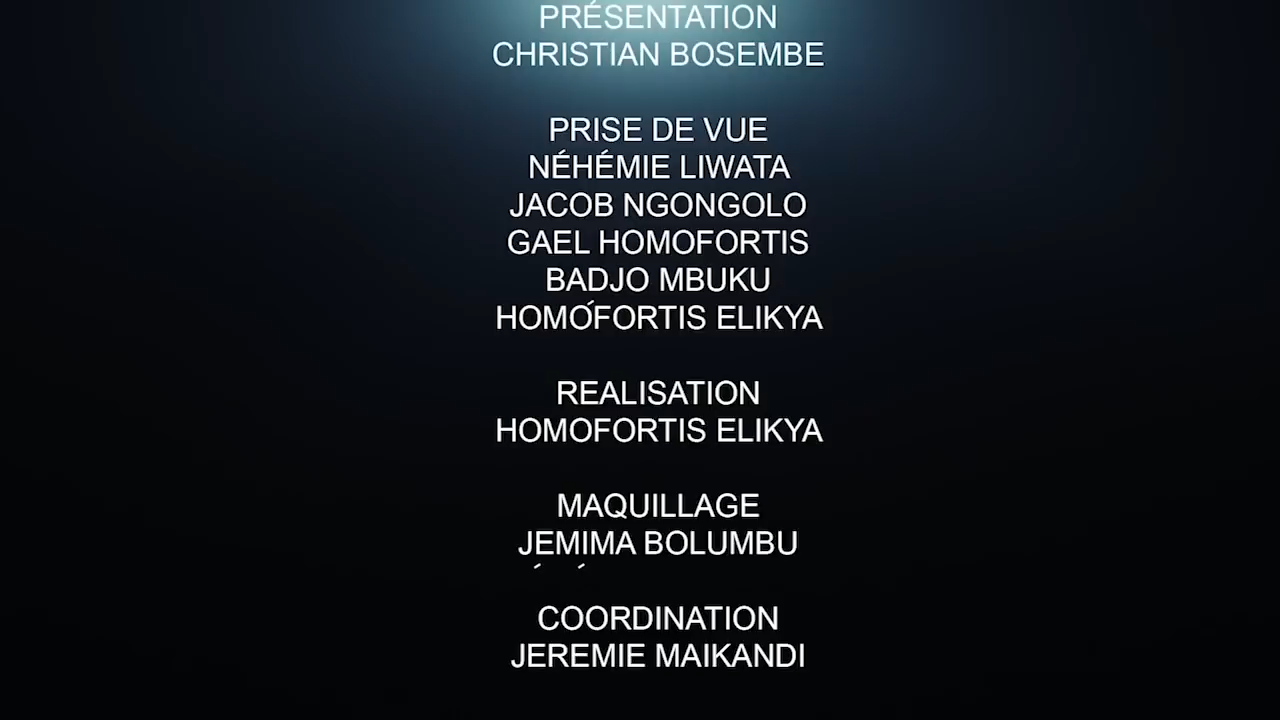 PRÉSENTATION
CHRISTIAN BOSEMBE
PRISE DE VUE
NÉHÉMIE LIWATA
JACOB NGONGOLO
GAEL HOMOFORTIS
BADJO MBUKU
HOMOFORTIS ELIKYA
REALISATION
HOMOFORTIS ELIKYA
MAQUILLAGE
JEMIMA BOLUMBU
COORDINATION
JEREMIE MAIKANDI